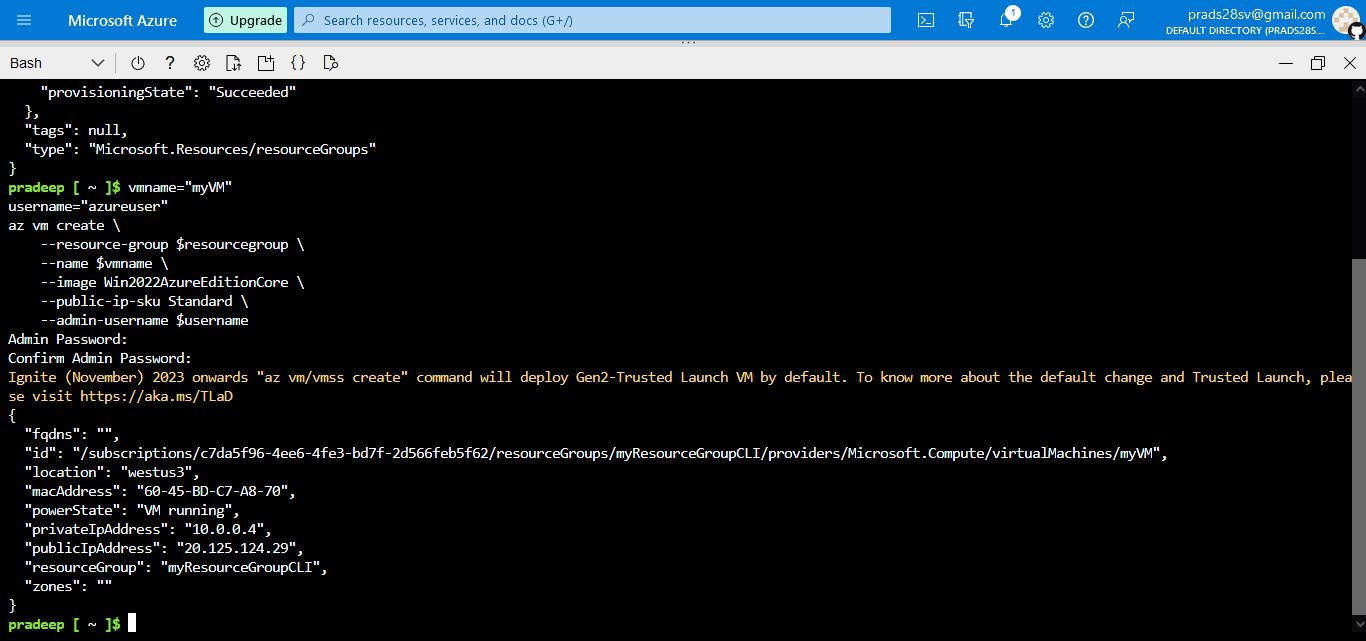 Microsoft Azure
Upgrade
Search resources, services, and docs (G+/)
1
prads28sv@gmail.com
DEFAULT DIRECTORY (PRADS28S...
Bash
    "provisioningState": "Succeeded"
  },
  "tags": null,
  "type": "Microsoft.Resources/resourceGroups"
}
pradeep [ ~ ]$ vmname="myVM"
username="azureuser"
az vm create \
    --resource-group $resourcegroup \
    --name $vmname \
    --image Win2022AzureEditionCore \
    --public-ip-sku Standard \
    --admin-username $username
Admin Password:
Confirm Admin Password:
Ignite (November) 2023 onwards "az vm/vmss create" command will deploy Gen2-Trusted Launch VM by default. To know more about the default change and Trusted Launch, plea
se visit https://aka.ms/TLaD
{
  "fqdns": "",
  "id": "/subscriptions/c7da5f96-4ee6-4fe3-bd7f-2d566feb5f62/resourceGroups/myResourceGroupCLI/providers/Microsoft.Compute/virtualMachines/myVM",
  "location": "westus3",
  "macAddress": "60-45-BD-C7-A8-70",
  "powerState": "VM running",
  "privateIpAddress": "10.0.0.4",
  "publicIpAddress": "20.125.124.29",
  "resourceGroup": "myResourceGroupCLI",
  "zones": ""
}
pradeep [ ~ ]$